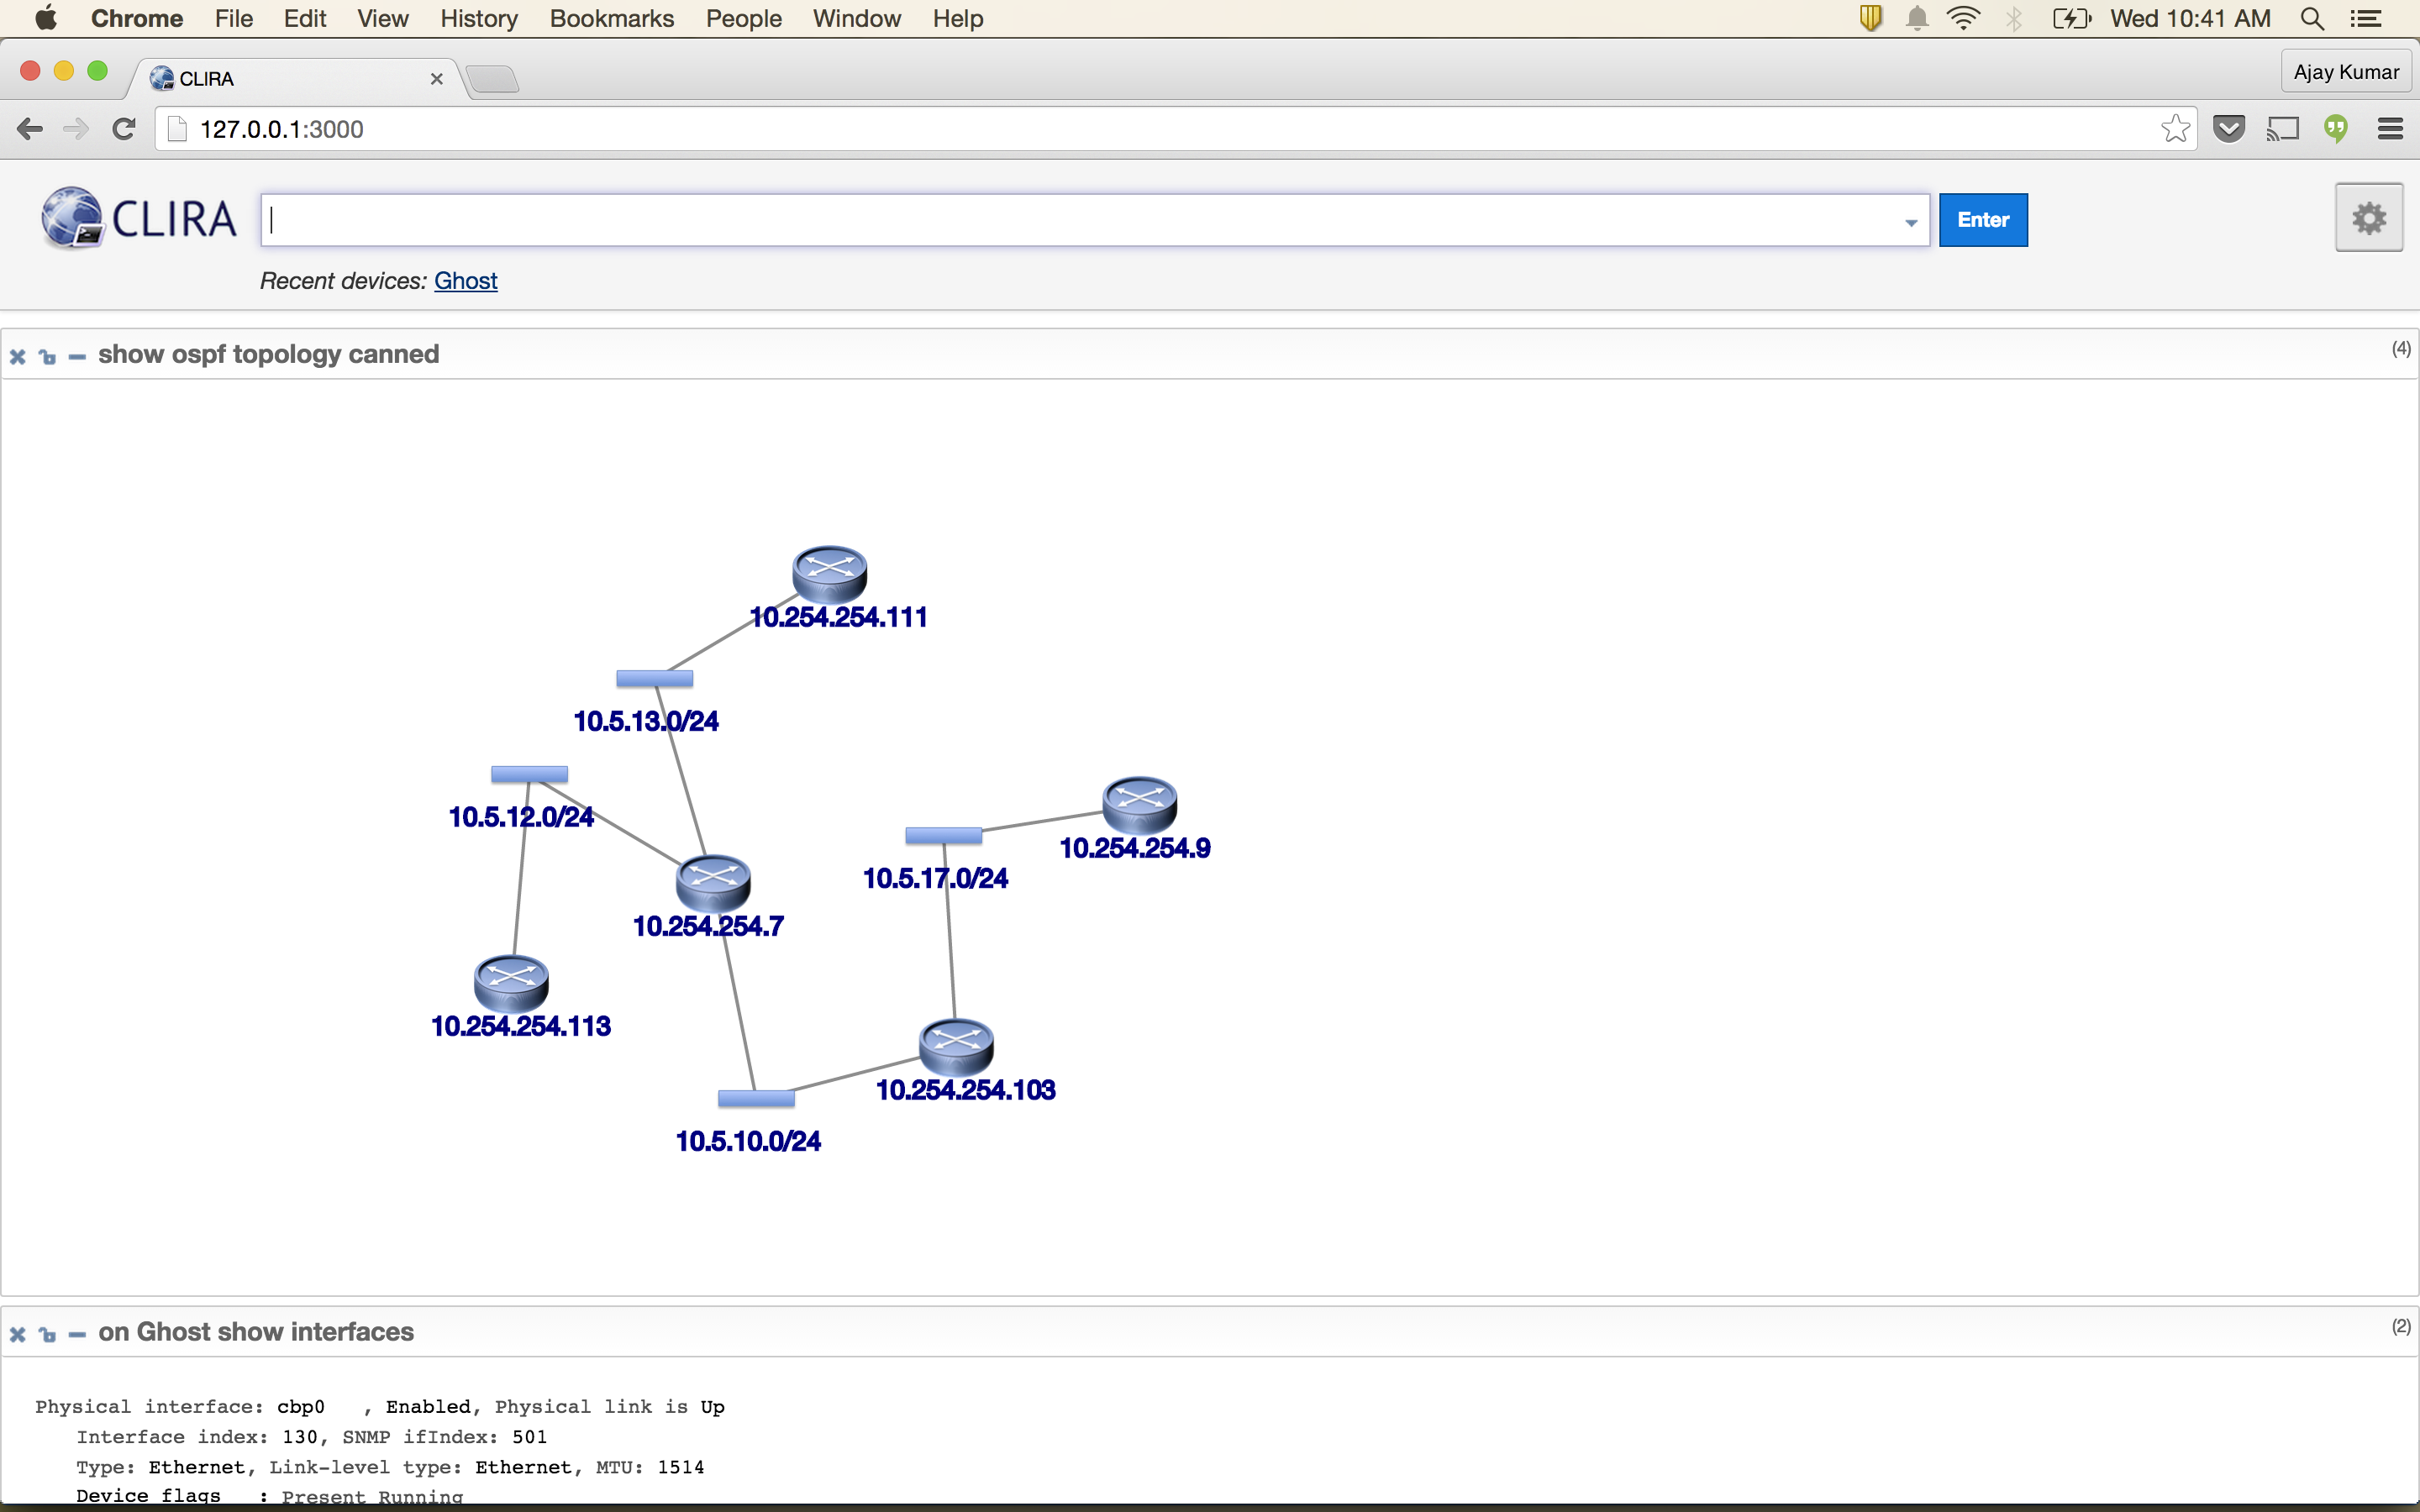 Chrome File Edit View History Bookmarks People Window Help Wed 10:41 AM
CLIRA
Ajay Kumar
127.0.0.1:3000
CLIRA
Enter
Recent devices: Ghost
show ospf topology canned
(4)
10.254.254.111
10.5.13.0/24
10.5.12.0/24
10.254.254.9
10.5.17.0/24
10.254.254.7
10.254.254.113
10.254.254.103
10.5.10.0/24
on Ghost show interfaces
(2)
Physical interface: cbp0 , Enabled, Physical link is Up
Interface index: 130, SNMP ifIndex: 501
Type: Ethernet, Link-level type: Ethernet, MTU: 1514
Device flags : Present Running